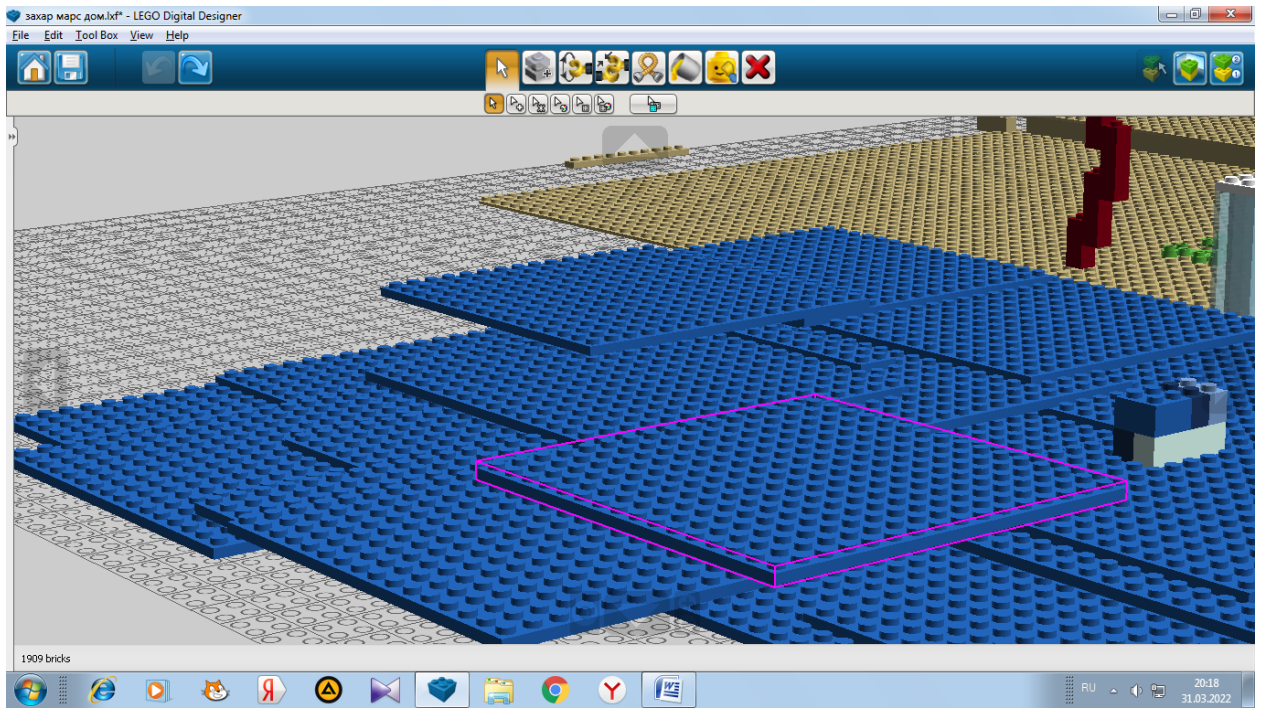 захар марс дом.lxf* - LEGO Digital Designer
File Edit Tool Box View Help
1909 bricks
RU
20:18
31.03.2022